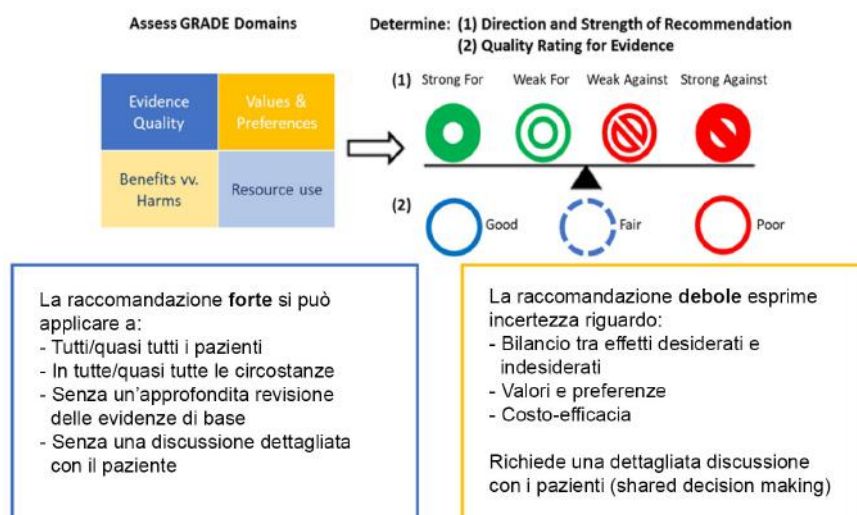 Assess GRADE Domains
Determine: (1) Direction and Strength of Recommendation
(2) Quality Rating for Evidence
Evidence
Quality
Values &
Preferences
Benefits vv.
Harms
Resource use
(1) Strong For Weak For Weak Against Strong Against
(2) Good Fair Poor
La raccomandazione forte si può
applicare a:
- Tutti/quasi tutti i pazienti
- In tutte/quasi tutte le circostanze
- Senza un'approfondita revisione
delle evidenze di base
- Senza una discussione dettagliata
con il paziente
La raccomandazione debole esprime
incertezza riguardo:
- Bilancio tra effetti desiderati e
indesiderati
- Valori e preferenze
- Costo-efficacia
Richiede una dettagliata discussione
con i pazienti (shared decision making)